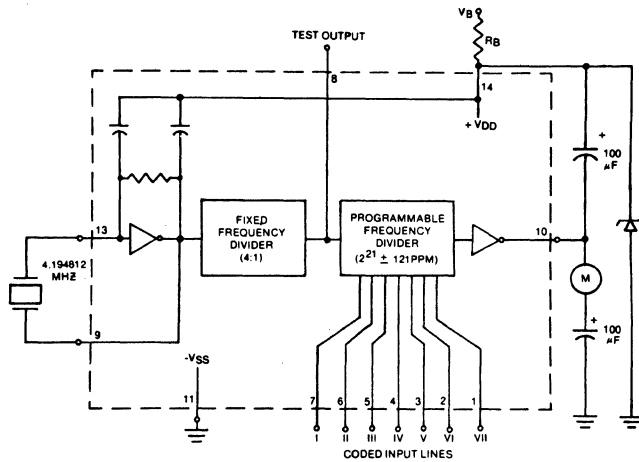 VB
RB
TEST OUTPUT
8
14
+ VDD
+
100
µF
13
FIXED
FREQUENCY
DIVIDER
(4:1)
PROGRAMMABLE
FREQUENCY
DIVIDER
(2²¹ ± 121PPM)
10
4.194812
MHZ
M
9
+
100
µF
-VSS
11
7
6
5
4
3
2
1
I
II
III
IV
V
VI
VII
CODED INPUT LINES